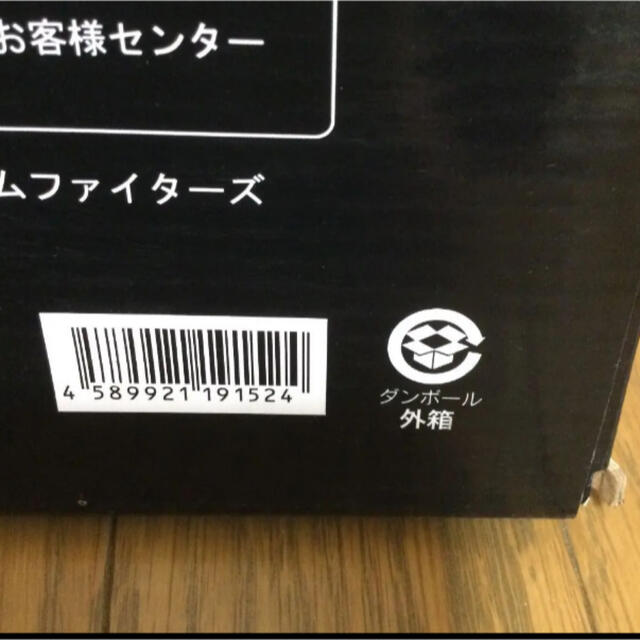 お客様センター
ムファイターズ
4 589921 191524
ダンボール
外箱